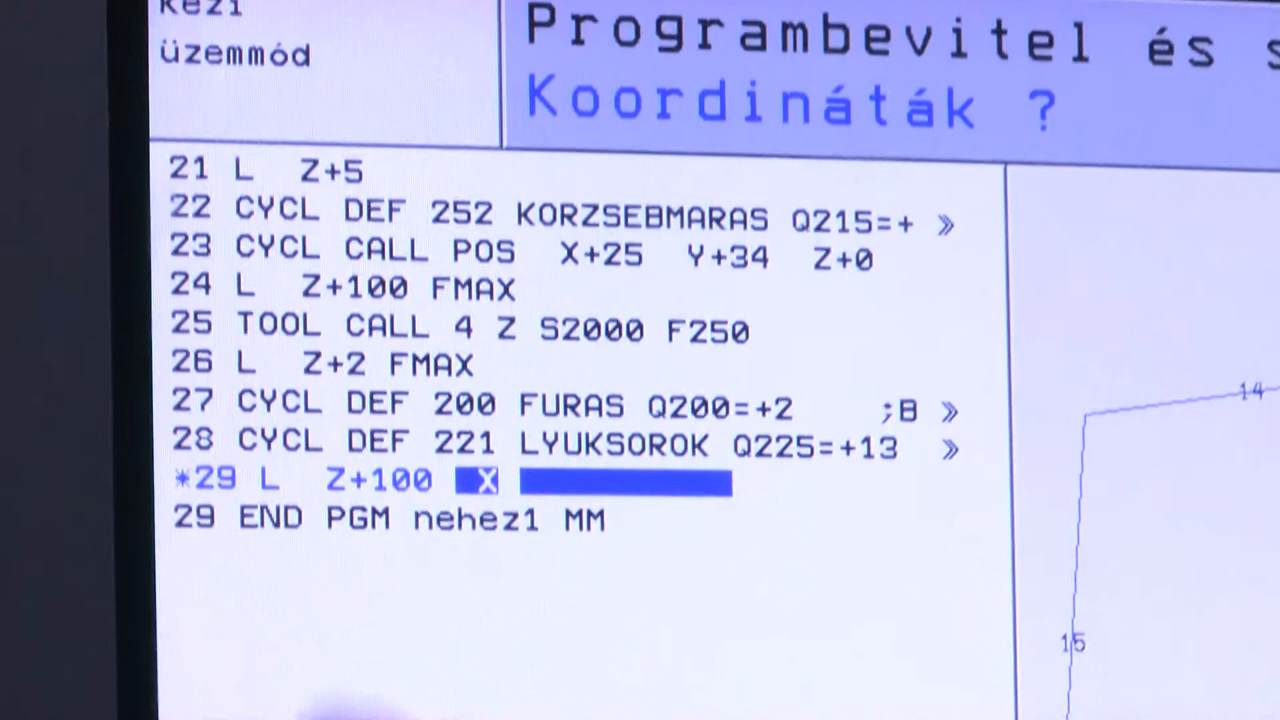 kézi
üzemmód
Programbevitel és s
Koordináták ?
21 L Z+5
22 CYCL DEF 252 KORZSEBMARAS Q215=+ »
23 CYCL CALL POS X+25 Y+34 Z+0
24 L Z+100 FMAX
25 TOOL CALL 4 Z S2000 F250
26 L Z+2 FMAX
27 CYCL DEF 200 FURAS Q200=+2 ;B »
28 CYCL DEF 221 LYUKSOROK Q225=+13 »
*29 L Z+100 X
29 END PGM nehez1 MM
14
15